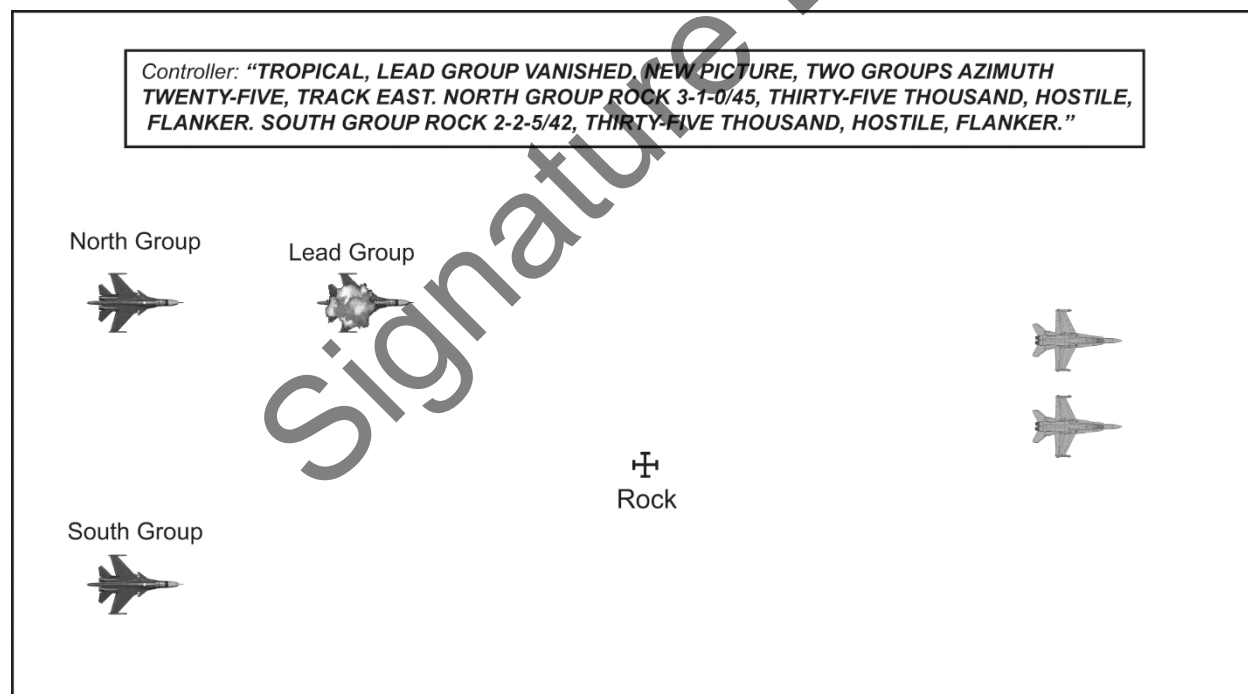 Controller: “TROPICAL, LEAD GROUP VANISHED, NEW PICTURE, TWO GROUPS AZIMUTH
TWENTY-FIVE, TRACK EAST. NORTH GROUP ROCK 3-1-0/45, THIRTY-FIVE THOUSAND, HOSTILE,
FLANKER. SOUTH GROUP ROCK 2-2-5/42, THIRTY-FIVE THOUSAND, HOSTILE, FLANKER.”
North Group
Lead Group
Rock
South Group
Signature